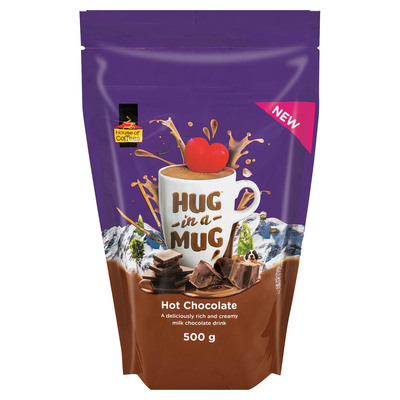 NEW
House of
Coffees
HUG
in a
MUG
Hot Chocolate
A deliciously rich and creamy
milk chocolate drink
500 g